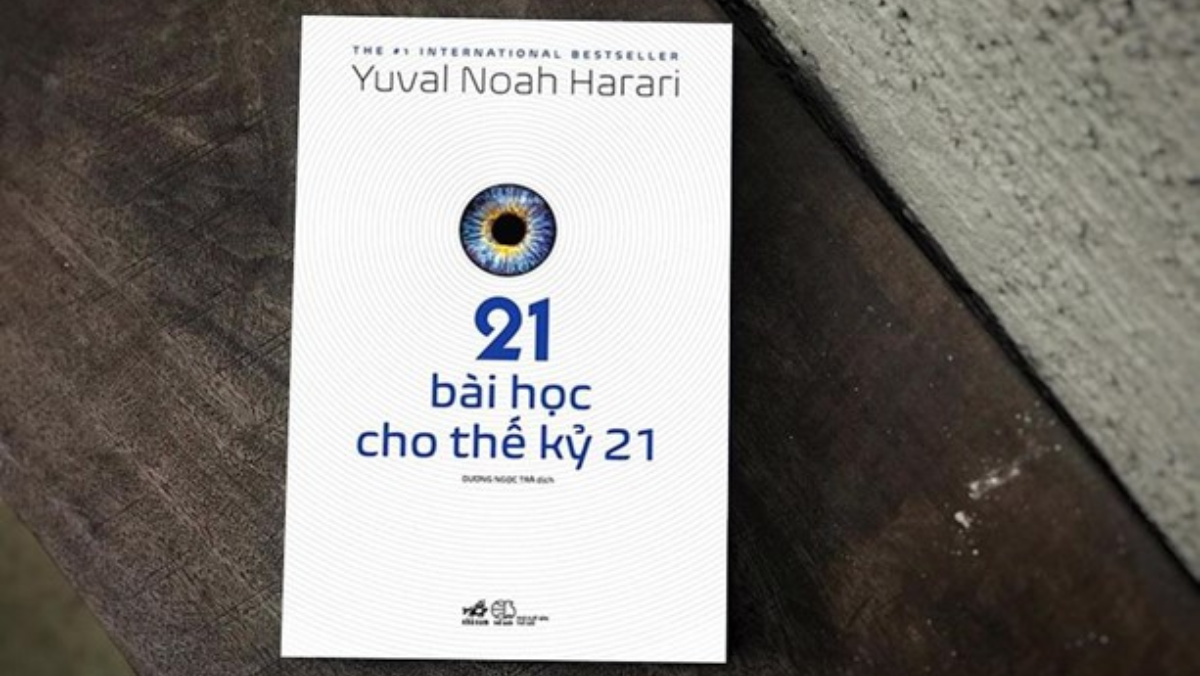 THE #1 INTERNATIONAL BESTSELLER
Yuval Noah Harari
21
bài học
cho thế kỷ 21
DƯƠNG NGỌC TRÀ dịch